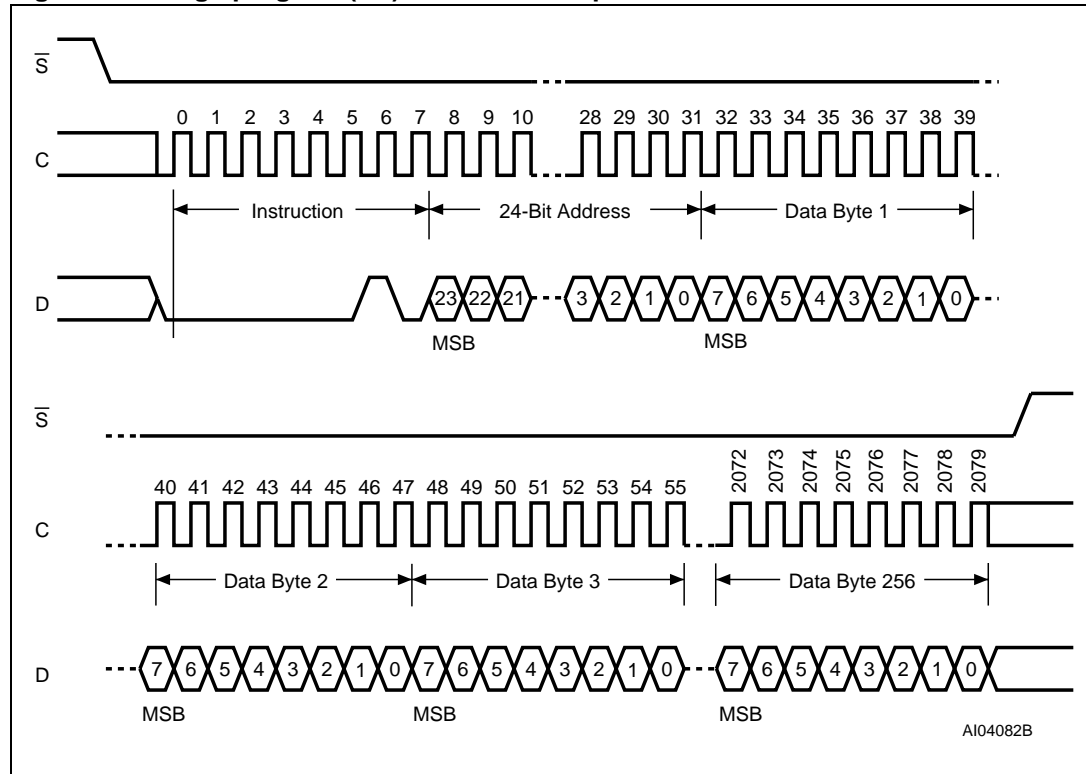 S
0 1 2 3 4 5 6 7 8 9 10 28 29 30 31 32 33 34 35 36 37 38 39
C
Instruction 24-Bit Address Data Byte 1
D 23 22 21 3 2 1 0 7 6 5 4 3 2 1 0
MSB MSB
S
40 41 42 43 44 45 46 47 48 49 50 51 52 53 54 55 2072 2073 2074 2075 2076 2077 2078 2079
C
Data Byte 2 Data Byte 3 Data Byte 256
D 7 6 5 4 3 2 1 0 7 6 5 4 3 2 1 0 7 6 5 4 3 2 1 0
MSB MSB MSB
AI04082B